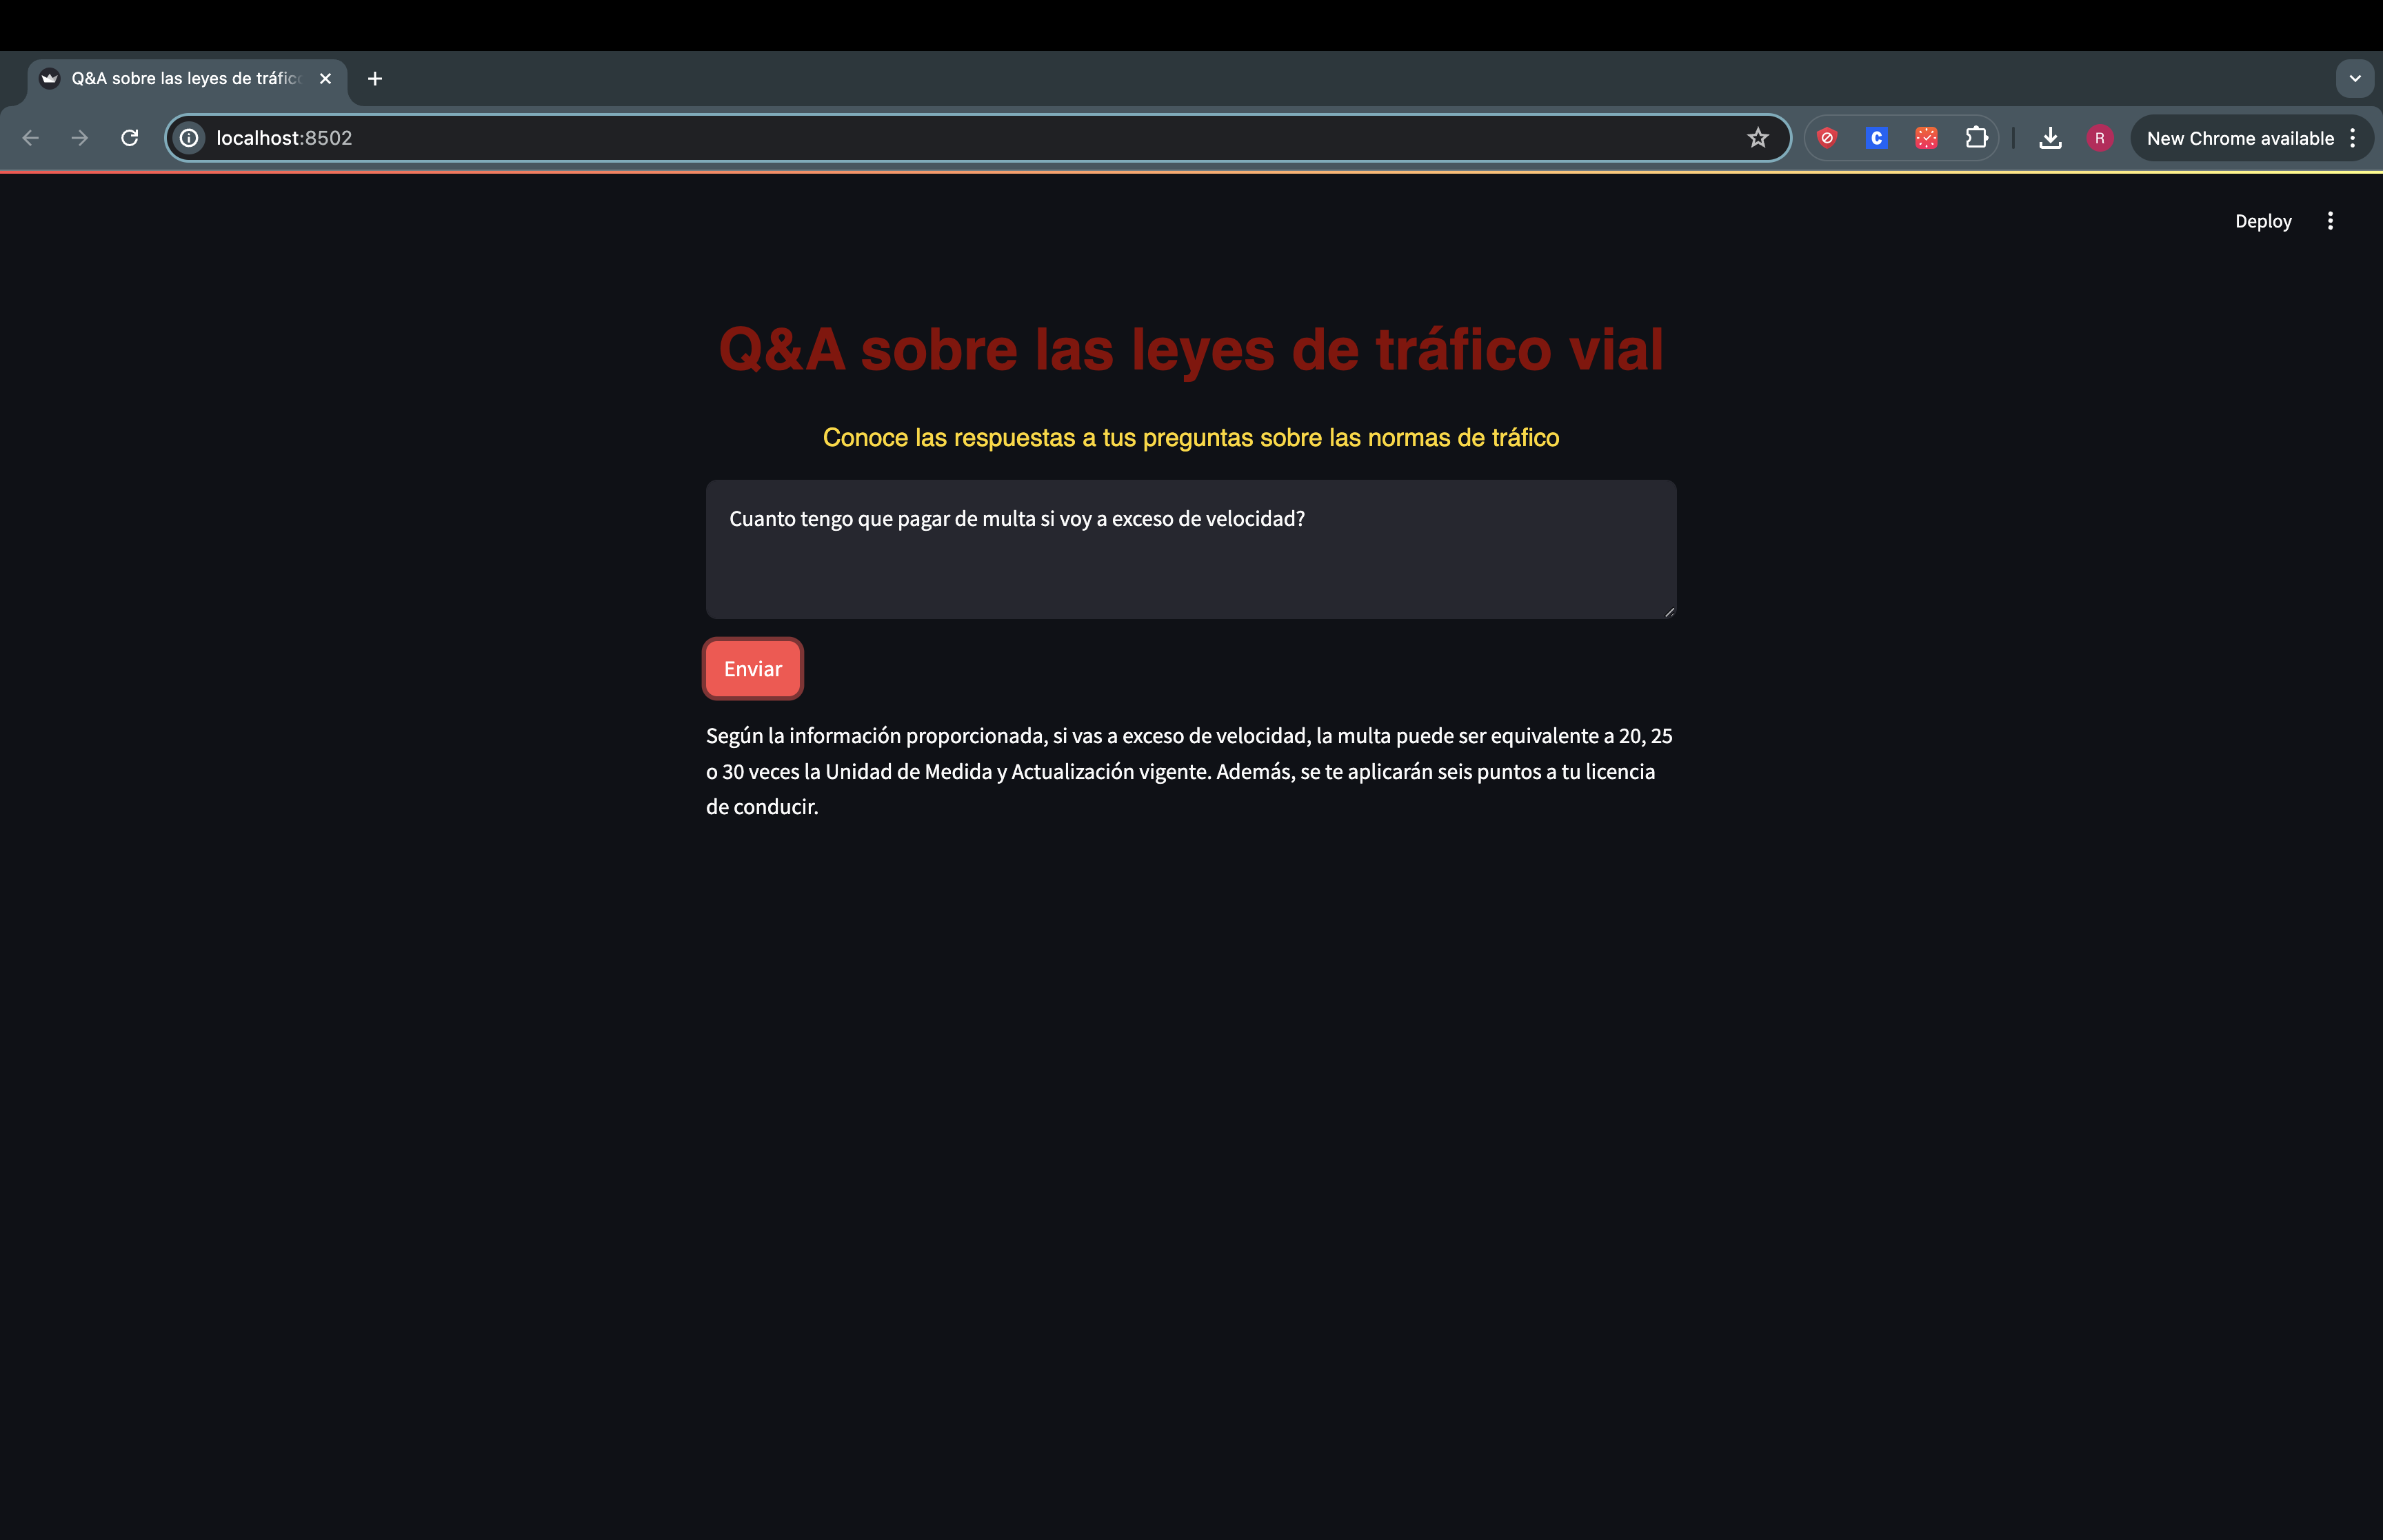 Q&A sobre las leyes de tráfic
localhost:8502
C
R
New Chrome available
Deploy
Q&A sobre las leyes de tráfico vial
Conoce las respuestas a tus preguntas sobre las normas de tráfico
Cuanto tengo que pagar de multa si voy a exceso de velocidad?
Enviar
Según la información proporcionada, si vas a exceso de velocidad, la multa puede ser equivalente a 20, 25
o 30 veces la Unidad de Medida y Actualización vigente. Además, se te aplicarán seis puntos a tu licencia
de conducir.